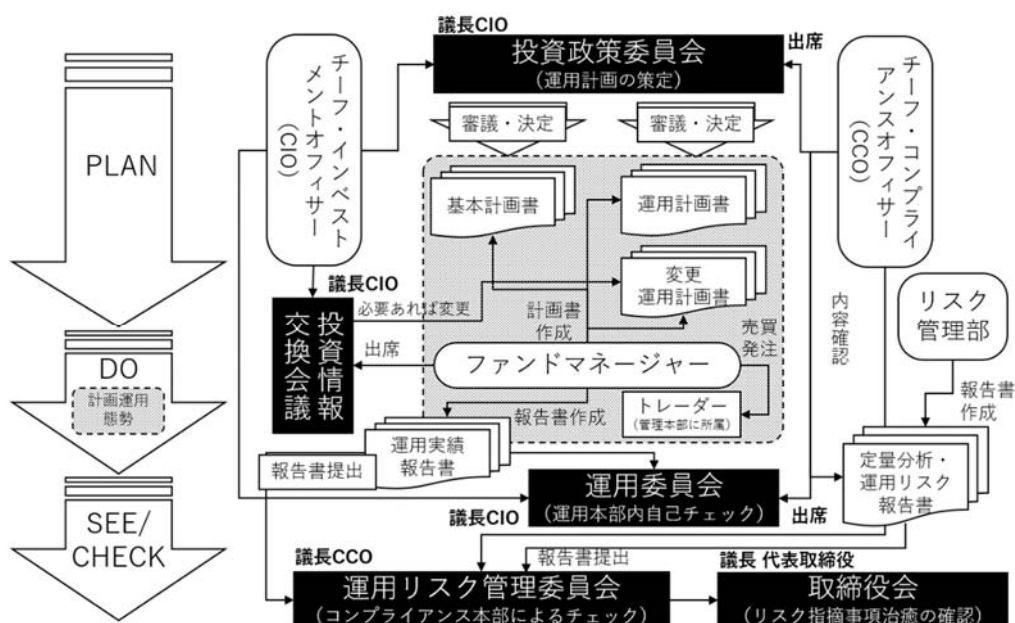 議長CIO
投資政策委員会
(運用計画の策定)
出席
チーフ・インベスト
メントオフィサー
(CIO)
チーフ・コンプライ
アンスオフィサー
(CCO)
PLAN
審議・決定
審議・決定
基本計画書
運用計画書
変更
運用計画書
議長CIO
必要あれば変更
投資情報
交換会議
計画書
作成
売買
発注
内容確認
リスク
管理部
出席
ファンドマネージャー
DO
計画運用
態勢
報告書作成
トレーダー
(管理本部に所属)
報告書
作成
運用実績
報告書
報告書提出
定量分析・
運用リスク
報告書
運用委員会
(運用本部内自己チェック)
議長CIO
出席
SEE/
CHECK
議長CCO
報告書提出
議長 代表取締役
運用リスク管理委員会
(コンプライアンス本部によるチェック)
取締役会
(リスク指摘事項治癒の確認)